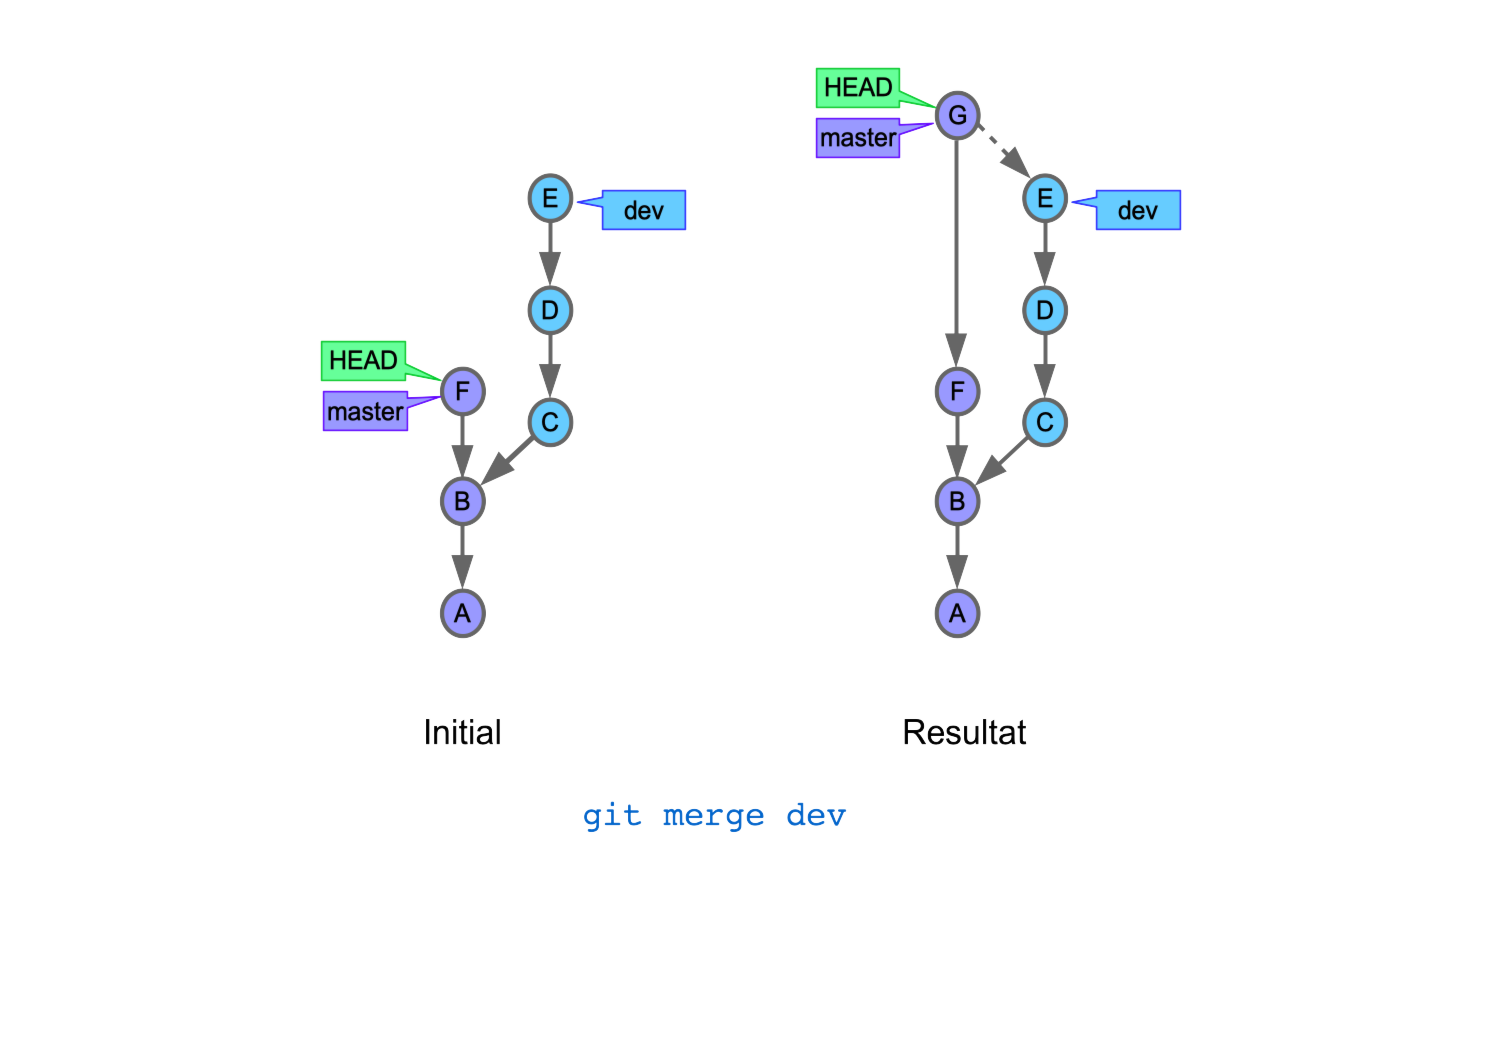 HEAD
master
F
E
dev
D
C
B
A
HEAD
master
G
E
dev
D
F
C
B
A
Initial
Resultat
git merge dev